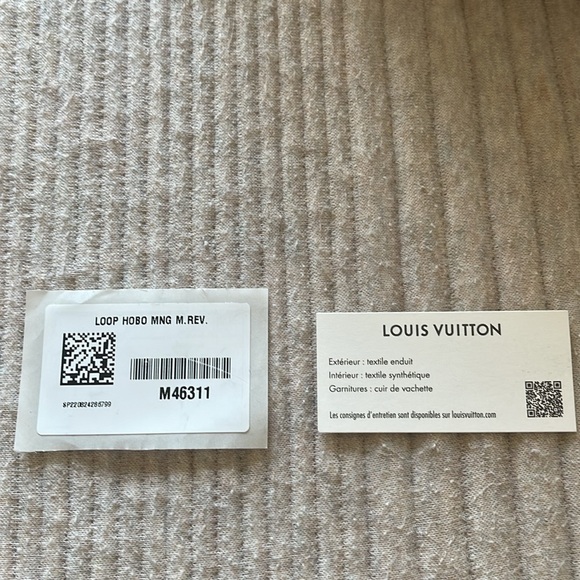 LOOP HOBO MNG M.REV.
M46311
SP220824266799
LOUIS VUITTON
Extérieur : textile enduit
Intérieur : textile synthétique
Garnitures : cuir de vachette
Les consignes d'entretien sont disponibles sur louisvuitton.com